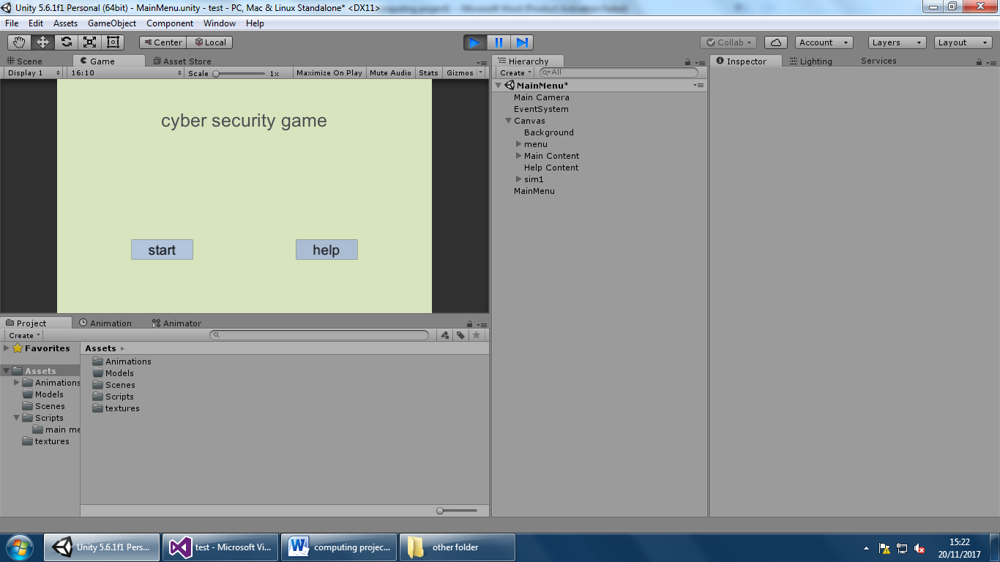 Unity 5.6.1f1 Personal (64bit) - MainMenu.unity - test - PC, Mac & Linux Standalone* <DX11>
File Edit Assets GameObject Component Window Help
Center Local Collab Account Layers Layout
Scene Game Asset Store
Display 1 16:10 Scale 1x Maximize On Play Mute Audio Stats Gizmos
cyber security game
start help
Hierarchy
Create All
MainMenu*
Main Camera
EventSystem
Canvas
Background
menu
Main Content
Help Content
sim1
MainMenu
Inspector Lighting Services
Project Animation Animator
Create
Favorites
Assets
Animations
Models
Scenes
Scripts
main me
textures
Assets
Animations
Models
Scenes
Scripts
textures
Unity 5.6.1f1 Pers... test - Microsoft Vi... computing projec... other folder
15:22
20/11/2017